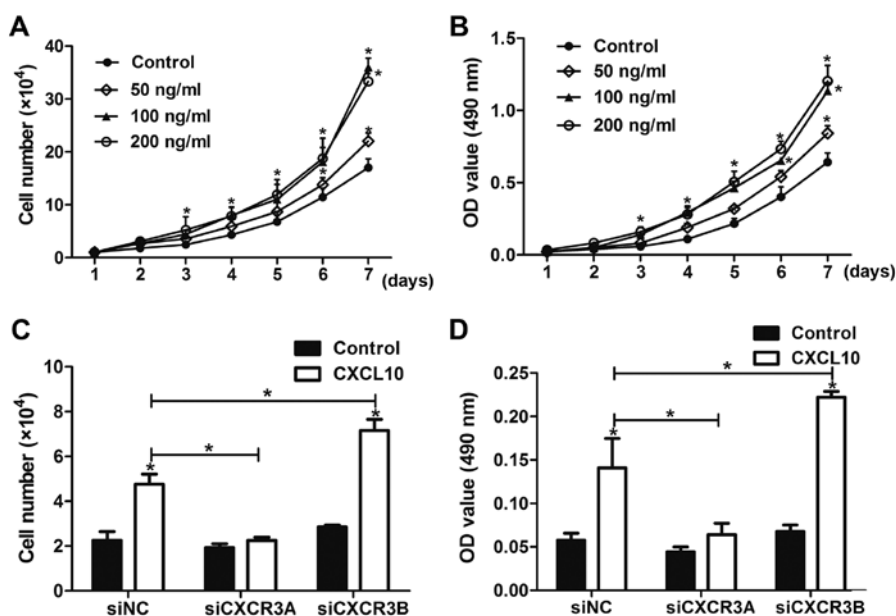 A
Cell number (×10⁴)
40
30
20
10
0
Control
50 ng/ml
100 ng/ml
200 ng/ml
* * * * * * *
1 2 3 4 5 6 7 (days)
B
OD value (490 nm)
1.5
1.0
0.5
0.0
Control
50 ng/ml
100 ng/ml
200 ng/ml
* * * * * * * *
1 2 3 4 5 6 7 (days)
C
Cell number (×10⁴)
8
6
4
2
0
Control
CXCL10
* * * *
siNC siCXCR3A siCXCR3B
D
OD value (490 nm)
0.25
0.20
0.15
0.10
0.05
0.00
Control
CXCL10
* * * *
siNC siCXCR3A siCXCR3B